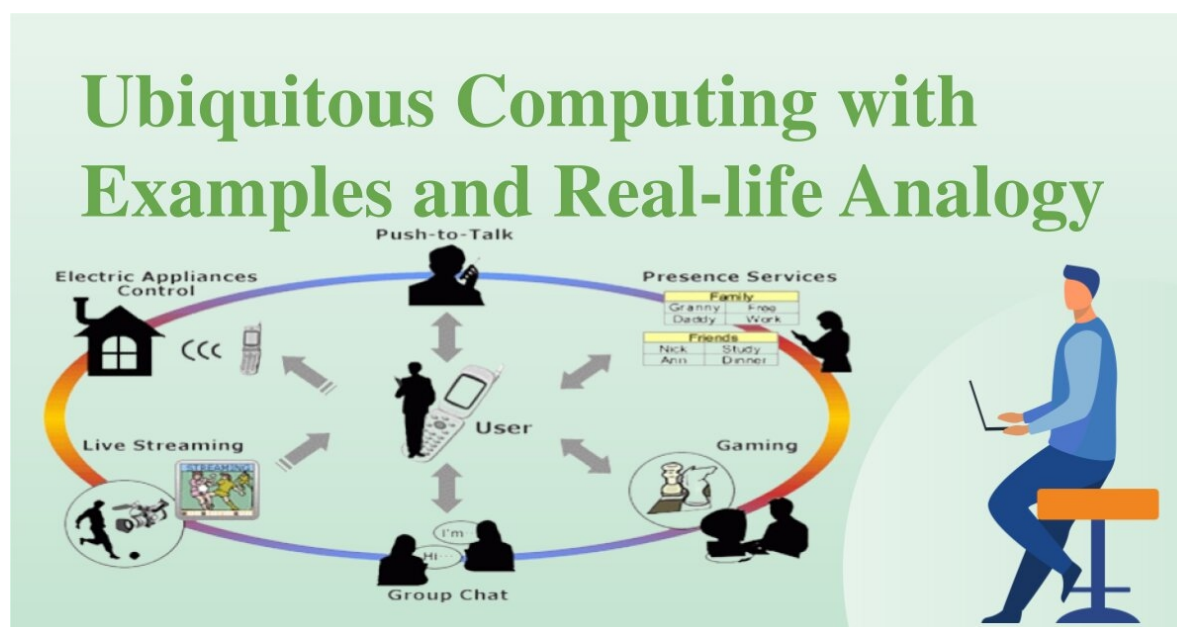 Ubiquitous Computing with
Examples and Real-life Analogy
Push-to-Talk
Electric Appliances
Control
Presence Services
Family
Granny Free
Daddy Work
Friends
Nick Study
Ann Dinner
User
Live Streaming
STREAMING
Gaming
I'm...
Hi...
Group Chat